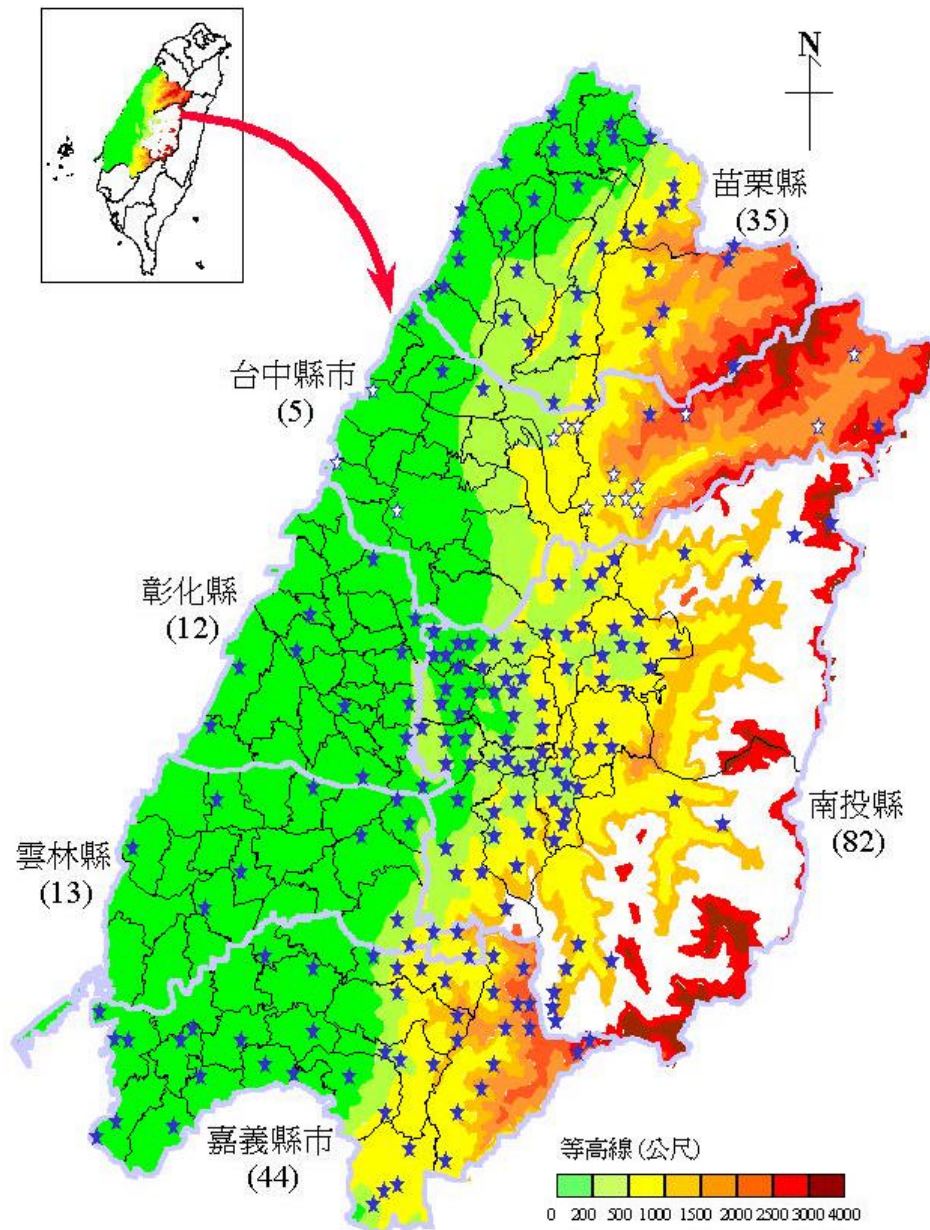 N
苗栗縣
(35)
台中縣市
(5)
彰化縣
(12)
南投縣
(82)
雲林縣
(13)
嘉義縣市
(44)
等高線 (公尺)
0 200 500 1000 1500 2000 2500 3000 4000